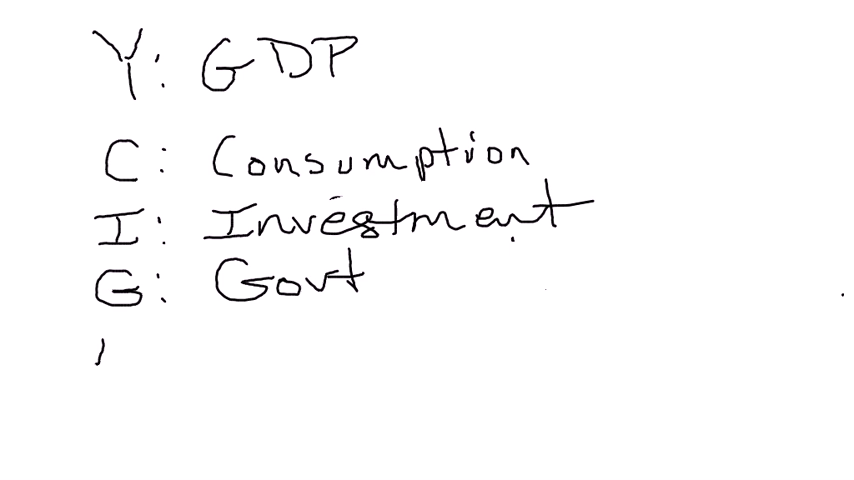 Y: GDP
C: Consumption
I: Investment
G: Govt